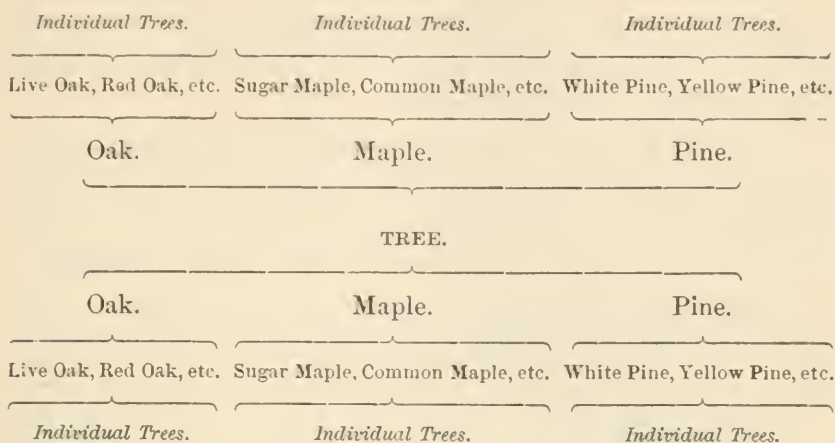 Individual Trees. Individual Trees. Individual Trees.
Live Oak, Red Oak, etc. Sugar Maple, Common Maple, etc. White Pine, Yellow Pine, etc.
Oak. Maple. Pine.
TREE.
Oak. Maple. Pine.
Live Oak, Red Oak, etc. Sugar Maple, Common Maple, etc. White Pine, Yellow Pine, etc.
Individual Trees. Individual Trees. Individual Trees.